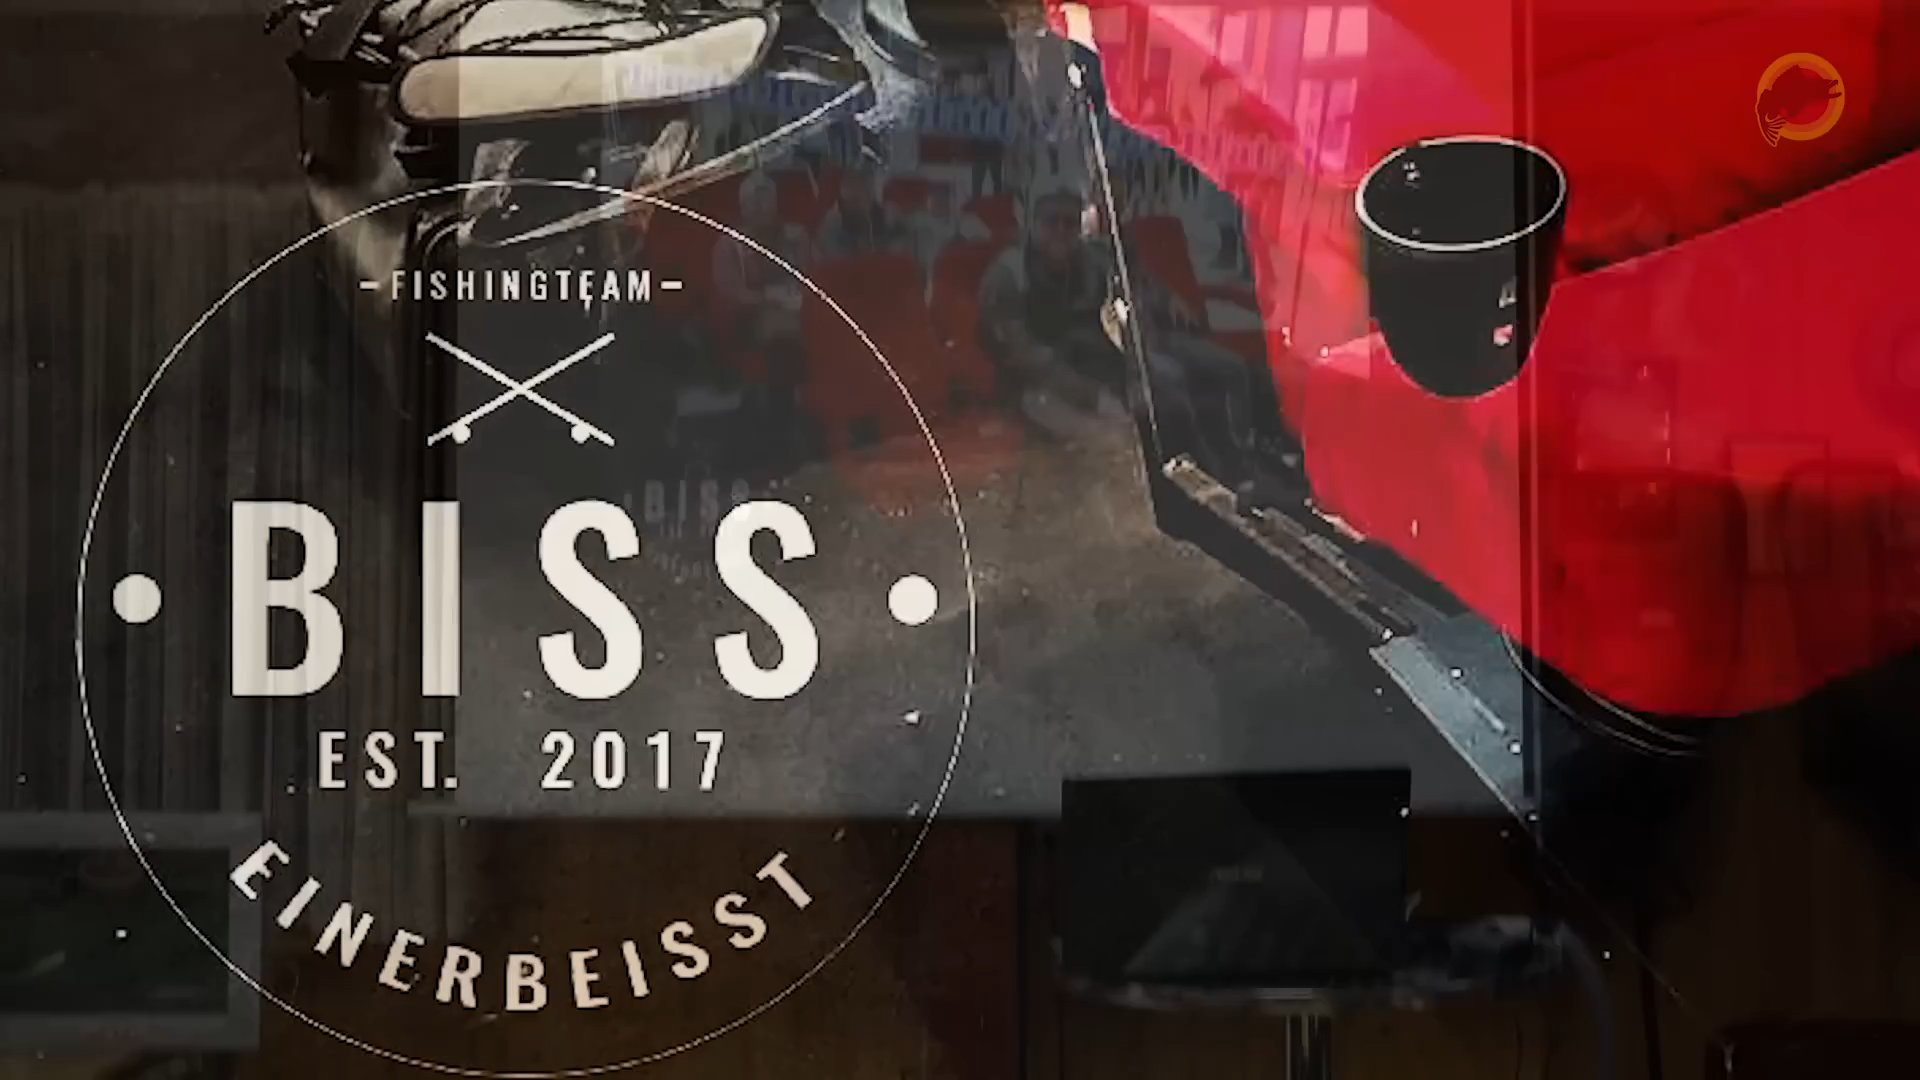 -FISHINGTEAM-
• BISS •
EST. 2017
EINERBEISST